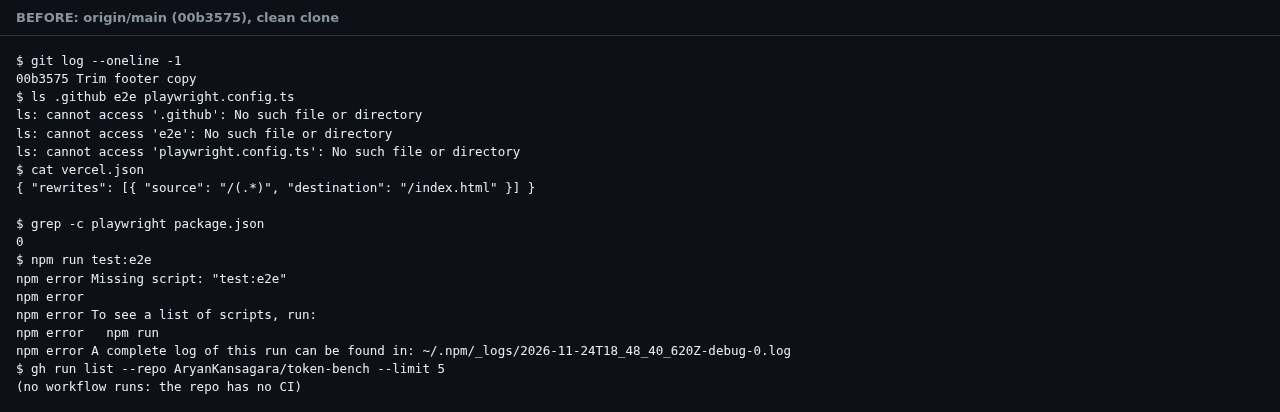 BEFORE: origin/main (00b3575), clean clone
$ git log --oneline -1
00b3575 Trim footer copy
$ ls .github e2e playwright.config.ts
ls: cannot access '.github': No such file or directory
ls: cannot access 'e2e': No such file or directory
ls: cannot access 'playwright.config.ts': No such file or directory
$ cat vercel.json
{ "rewrites": [{ "source": "/(.*)", "destination": "/index.html" }] }
$ grep -c playwright package.json
0
$ npm run test:e2e
npm error Missing script: "test:e2e"
npm error
npm error To see a list of scripts, run:
npm error   npm run
npm error A complete log of this run can be found in: ~/.npm/_logs/2026-11-24T18_48_40_620Z-debug-0.log
$ gh run list --repo AryanKansagara/token-bench --limit 5
(no workflow runs: the repo has no CI)